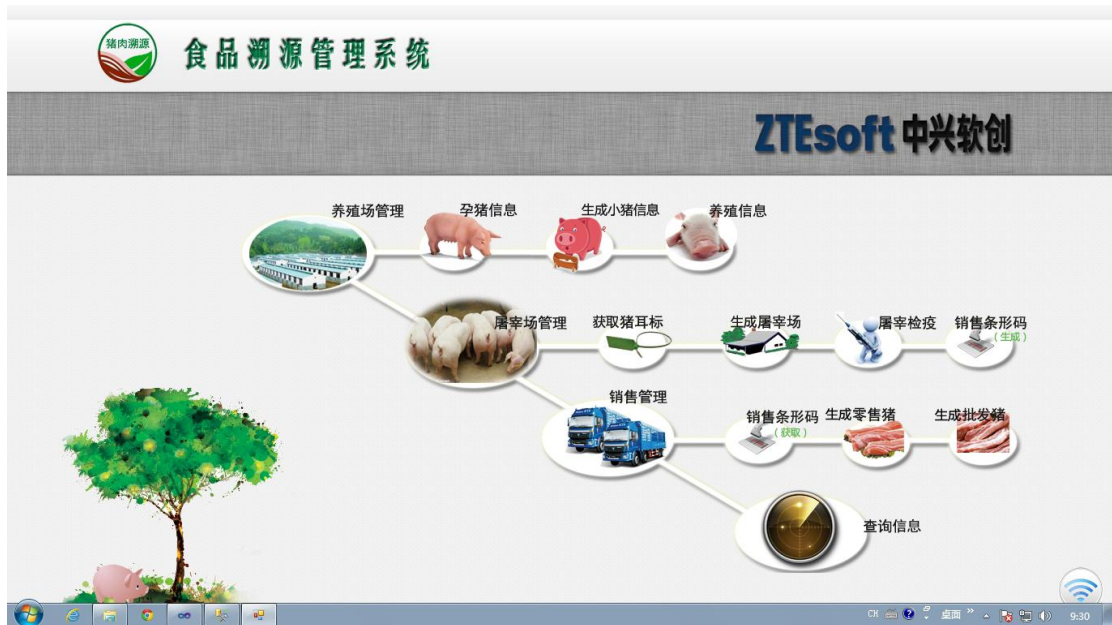 猪肉溯源
食品溯源管理系统
ZTEsoft 中兴软创
养殖场管理
孕猪信息
生成小猪信息
养殖信息
屠宰场管理
获取猪耳标
生成屠宰场
屠宰检疫
销售条形码
(生成)
销售管理
销售条形码
(获取)
生成零售猪
生成批发猪
查询信息
CH
桌面
9:30